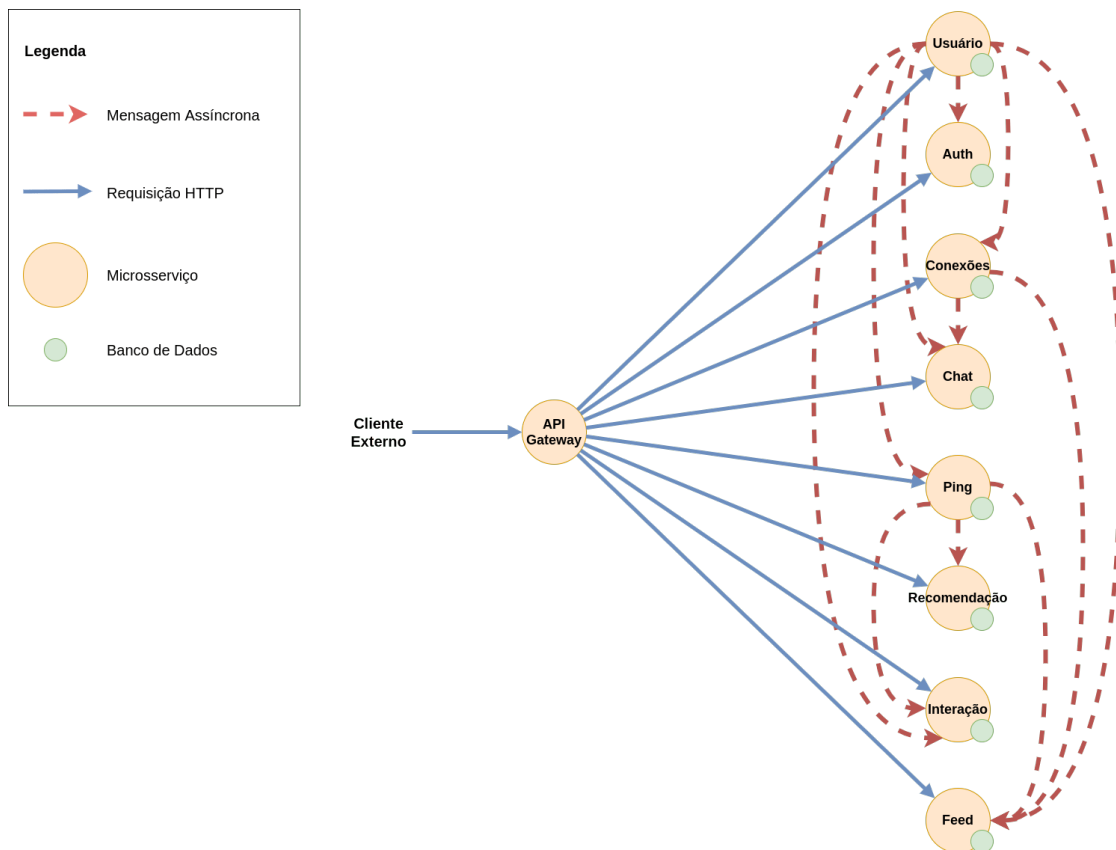 Legenda
Mensagem Assíncrona
Requisição HTTP
Microsserviço
Banco de Dados
Cliente
Externo
API
Gateway
Usuário
Auth
Conexões
Chat
Ping
Recomendação
Interação
Feed